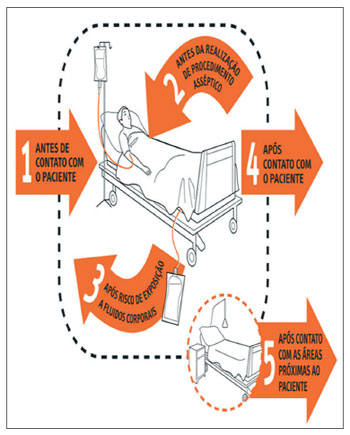 1
ANTES DE
CONTATO COM
O PACIENTE
2
ANTES DA REALIZAÇÃO
DE PROCEDIMENTO
ASSÉPTICO
3
APÓS RISCO DE EXPOSIÇÃO
A FLUIDOS CORPORAIS
4
APÓS
CONTATO COM
O PACIENTE
5
APÓS CONTATO
COM AS ÁREAS
PRÓXIMAS AO
PACIENTE